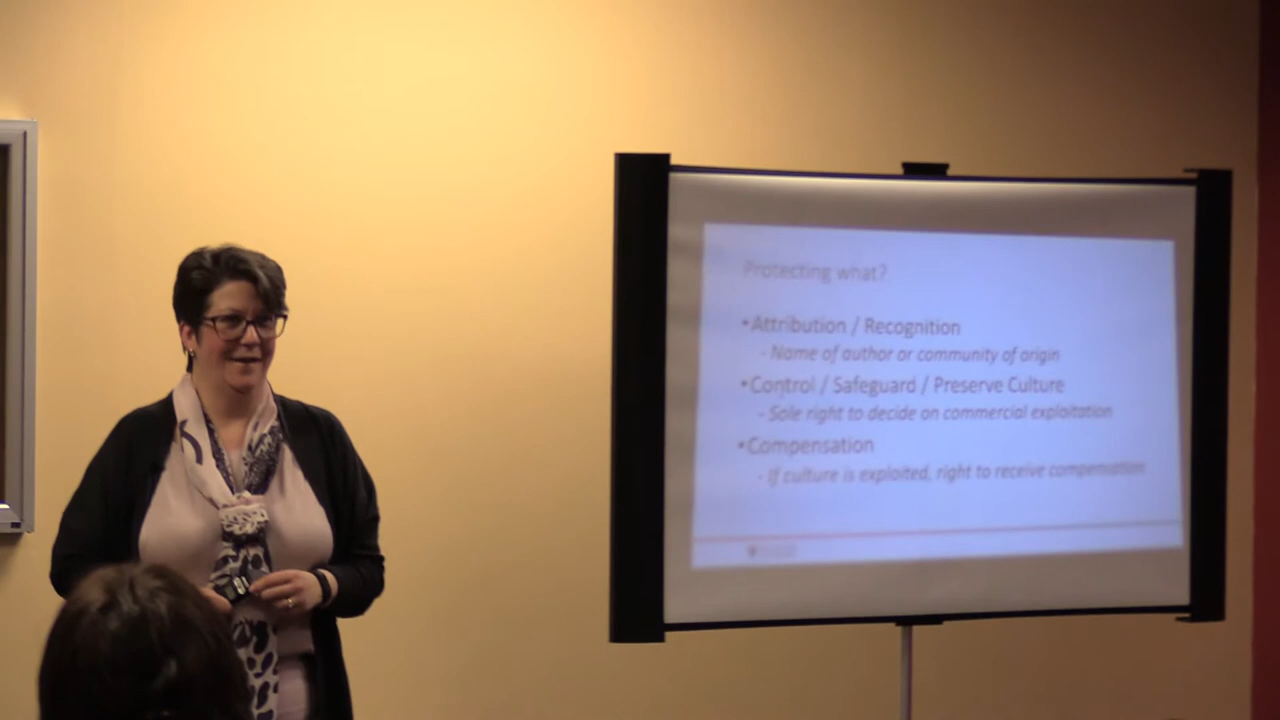 Protecting what?
•Attribution / Recognition
- Name of author or community of origin
•Control / Safeguard / Preserve Culture
- Sole right to decide on commercial exploitation
•Compensation
- If culture is exploited, right to receive compensation